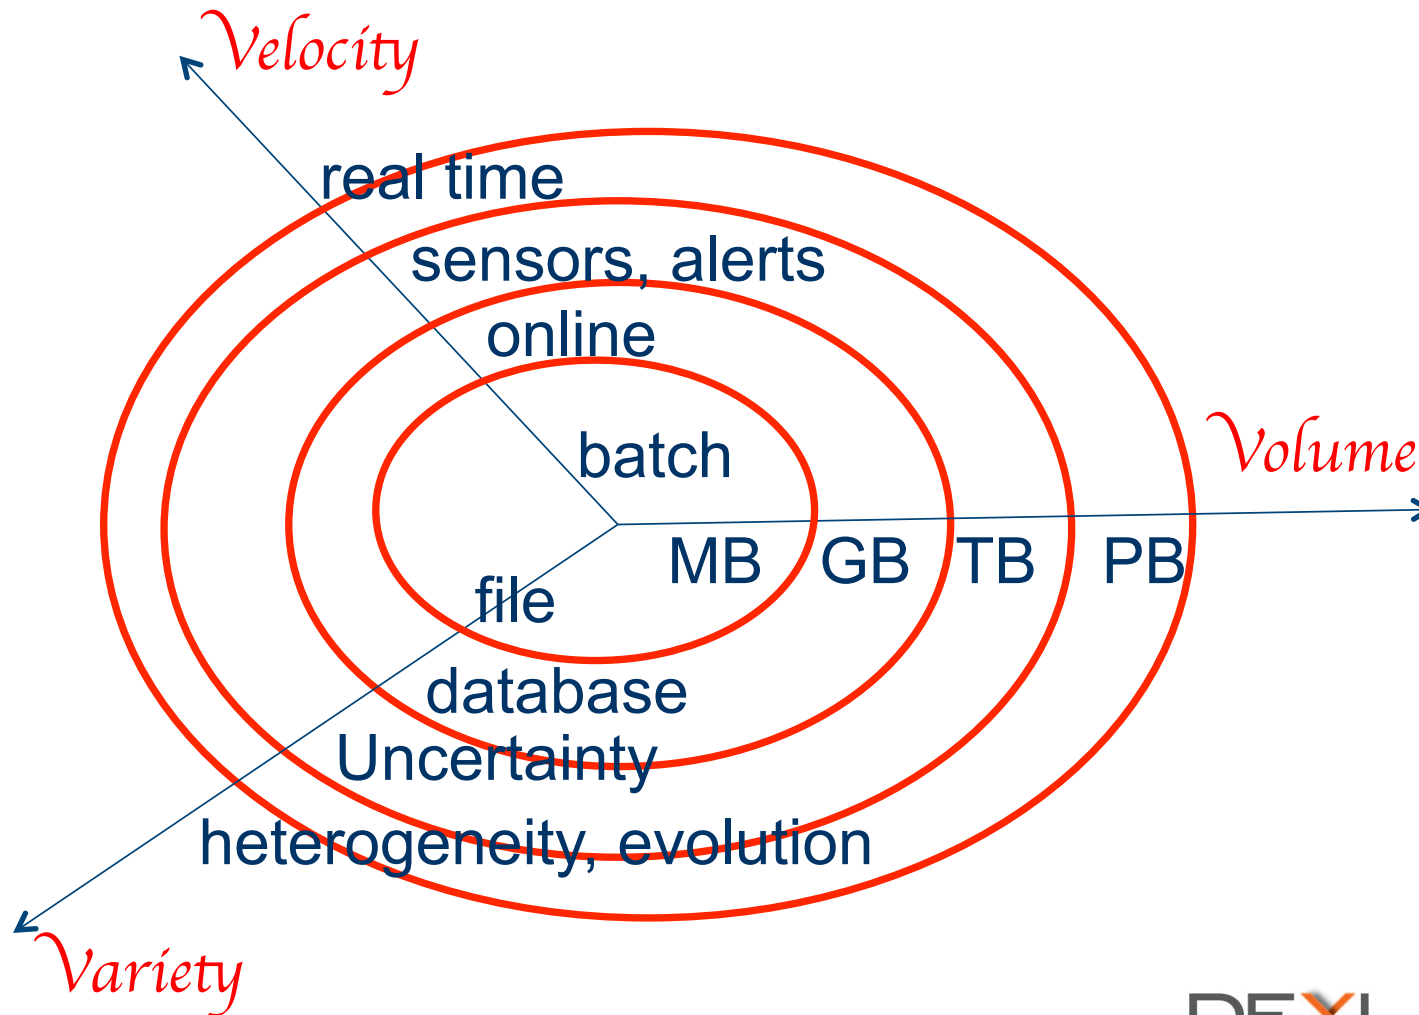 Velocity
real time
sensors, alerts
online
batch
Volume
MB GB TB PB
file
database
Uncertainty
heterogeneity, evolution
Variety